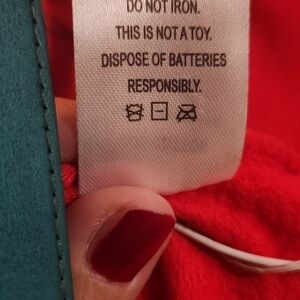 DO NOT IRON.
THIS IS NOT A TOY.
DISPOSE OF BATTERIES
RESPONSIBLY.